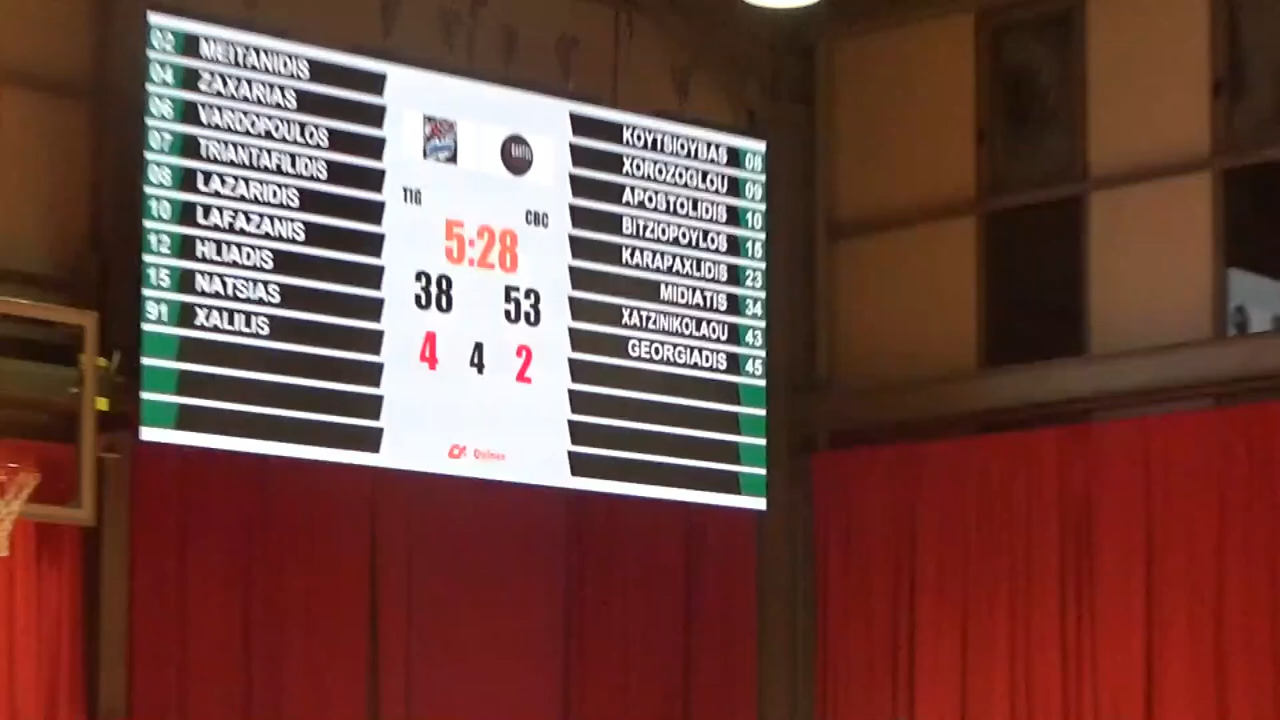 02 MEITANIDIS
04 ZAXARIAS
06 VARDOPOULOS
07 TRIANTAFILIDIS
08 LAZARIDIS
10 LAFAZANIS
12 HLIADIS
15 NATSIAS
91 XALILIS
TIG
CBC
5:28
38 53
4 4 2
Quinas
KOYTSIOYBAS 08
XOROZOGLOU 09
APOSTOLIDIS 10
BITZIOPOYLOS 15
KARAPAXLIDIS 23
MIDIATIS 34
XATZINIKOLAOU 43
GEORGIADIS 45